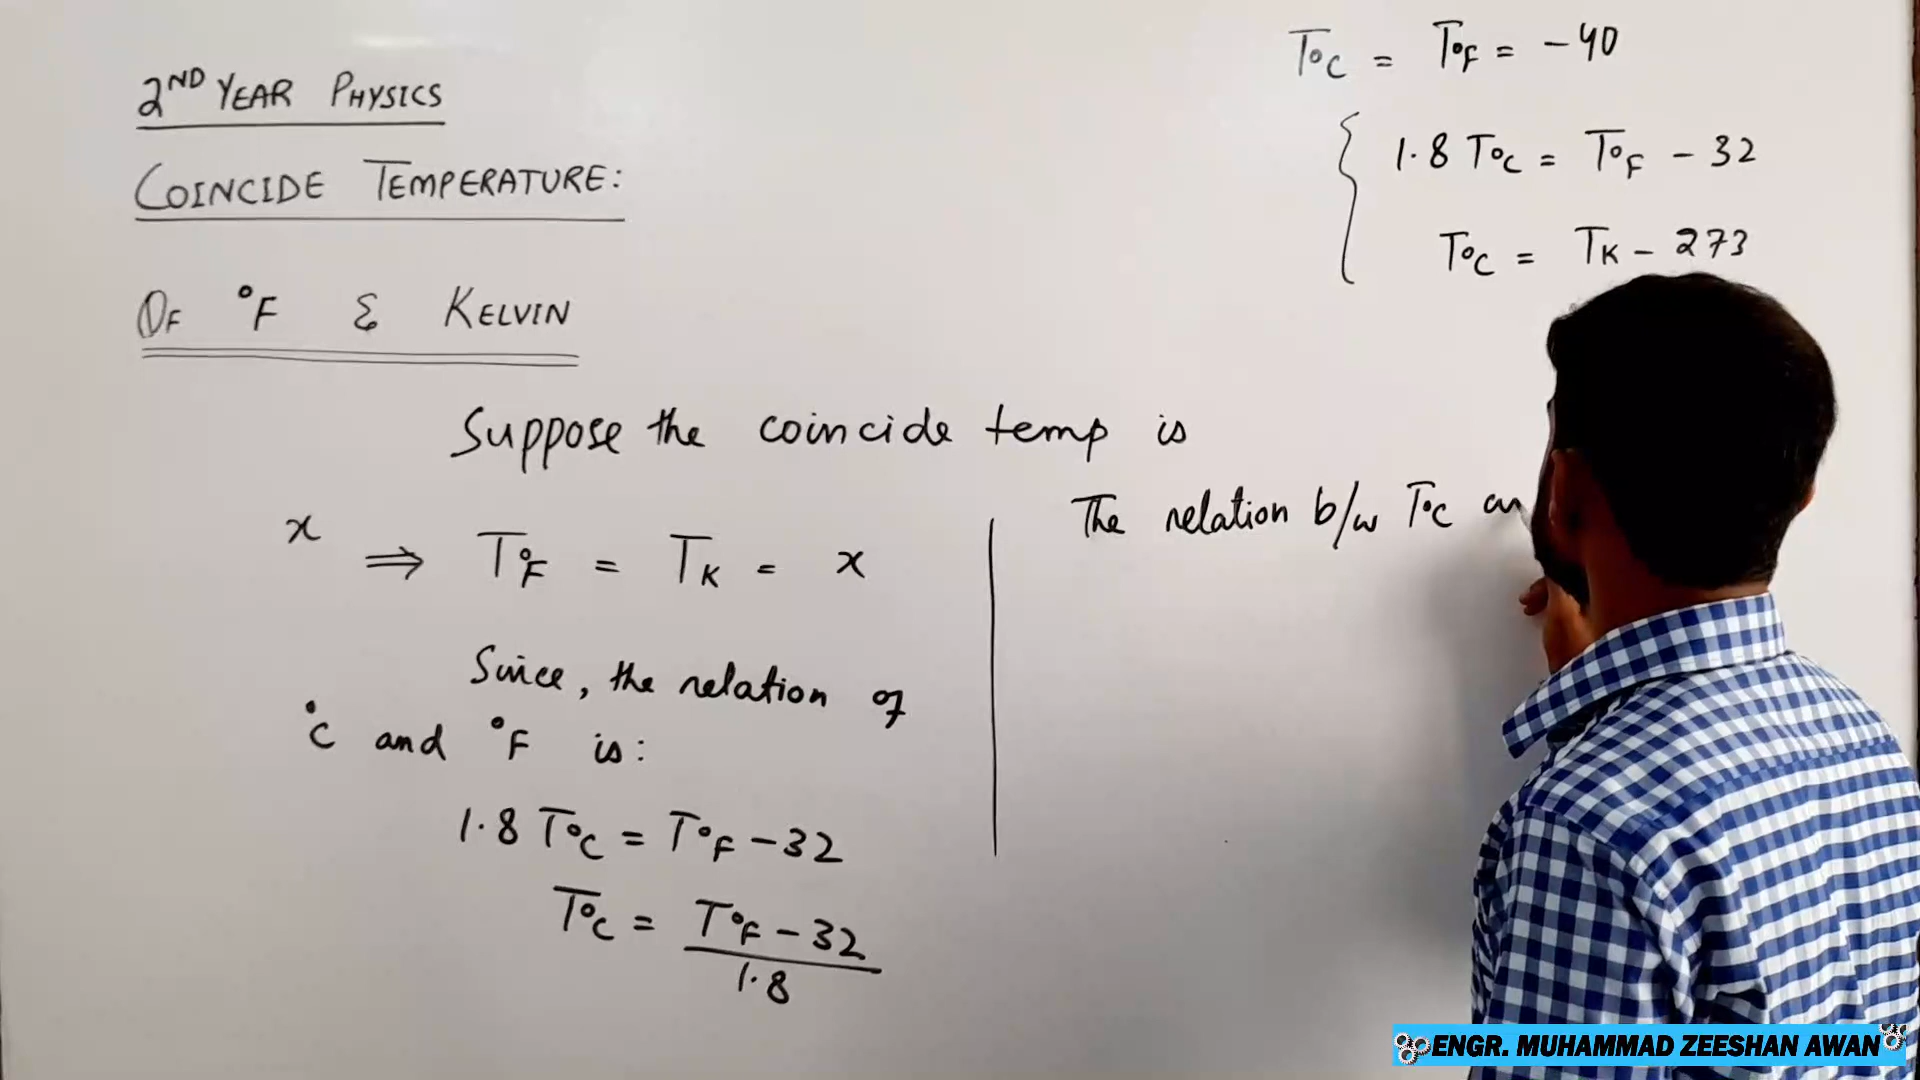 2ND YEAR PHYSICS
COINCIDE TEMPERATURE:
OF °F & KELVIN
T°C = T°F = -40
1.8 T°C = T°F - 32
T°C = TK - 273
Suppose the coincide temp is
x ⇒ T°F = TK = x
Since, the relation of
°C and °F is:
1.8 T°C = T°F - 32
T°C = T°F - 32
1.8
The relation b/w T°C an
ENGR. MUHAMMAD ZEESHAN AWAN